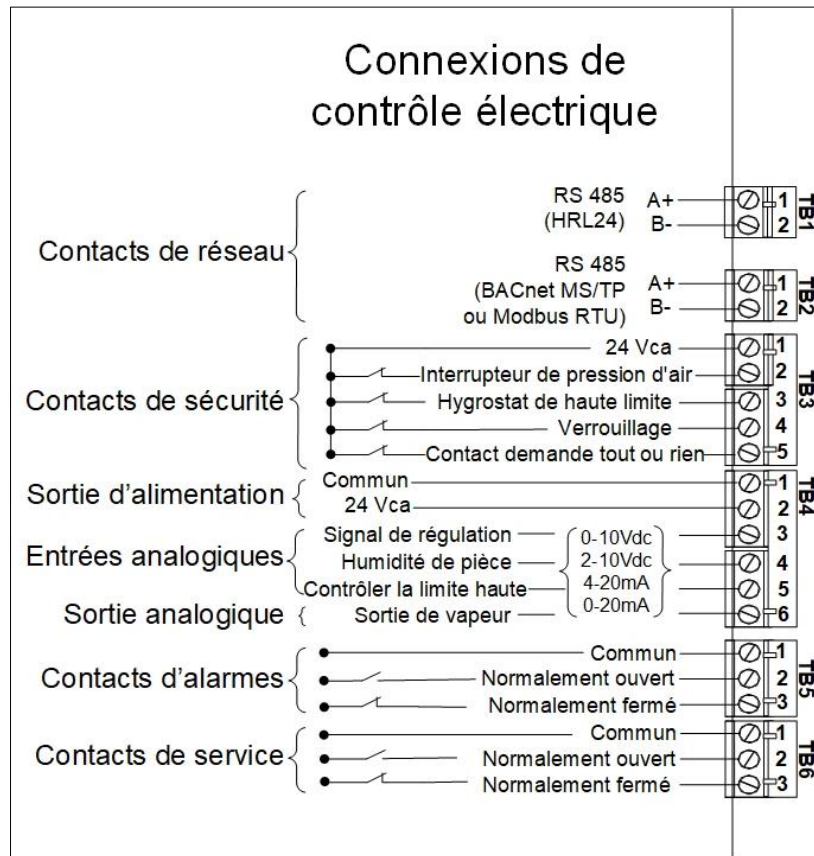 Connexions de
contrôle électrique
Contacts de réseau
RS 485
(HRL24)
A+
B-
1
2
TB1
RS 485
(BACnet MS/TP
ou Modbus RTU)
A+
B-
1
2
TB2
Contacts de sécurité
24 Vca
Interrupteur de pression d'air
Hygrostat de haute limite
Verrouillage
Contact demande tout ou rien
1
2
3
4
5
TB3
Sortie d'alimentation
Commun
24 Vca
Entrées analogiques
Signal de régulation
Humidité de pièce
Contrôler la limite haute
Sortie analogique
Sortie de vapeur
0-10Vdc
2-10Vdc
4-20mA
0-20mA
1
2
3
4
5
6
TB4
Contacts d'alarmes
Commun
Normalement ouvert
Normalement fermé
1
2
3
TB5
Contacts de service
Commun
Normalement ouvert
Normalement fermé
1
2
3
TB6